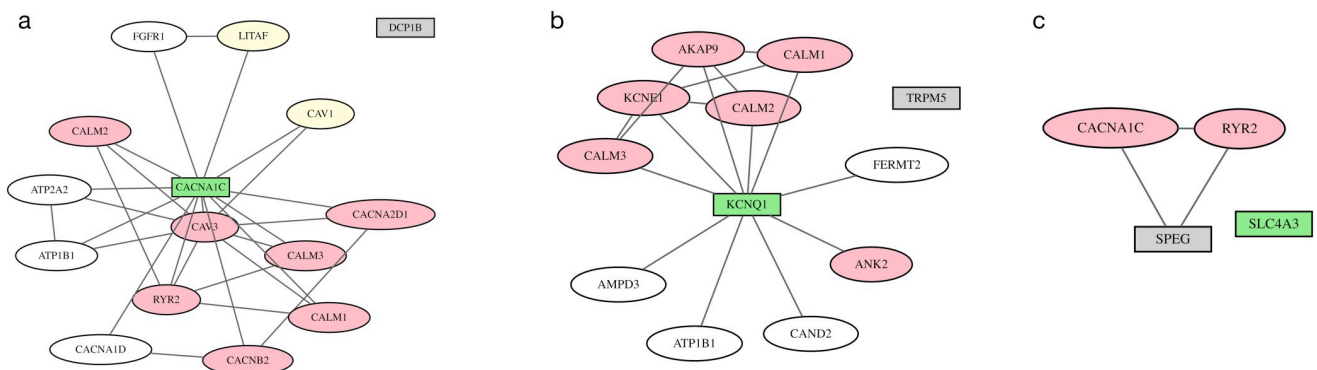 a
DCP1B
FGFR1
LITAF
CAV1
CALM2
CACNA1C
ATP2A2
CACNA2D1
CAV3
ATP1B1
CALM3
RYR2
CALM1
CACNA1D
CACNB2
b
AKAP9
CALM1
KCNE1
CALM2
TRPM5
CALM3
FERMT2
KCNQ1
ANK2
AMPD3
CAND2
ATP1B1
c
CACNA1C
RYR2
SLC4A3
SPEG